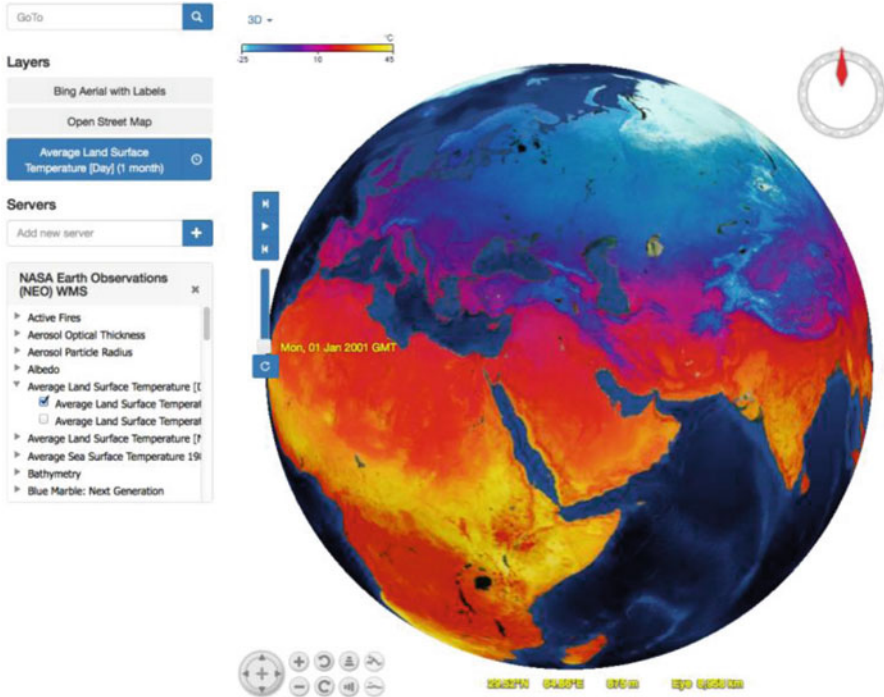 GoTo
3D
°C
-25 10 45
Layers
Bing Aerial with Labels
Open Street Map
Average Land Surface
Temperature [Day] (1 month)
Servers
Add new server
NASA Earth Observations
(NEO) WMS
Active Fires
Aerosol Optical Thickness
Aerosol Particle Radius
Albedo
Average Land Surface Temperature [D
Average Land Surface Temperat
Average Land Surface Temperat
Average Land Surface Temperature [N
Average Sea Surface Temperature 198
Bathymetry
Blue Marble: Next Generation
Mon, 01 Jan 2001 GMT
Eye
km